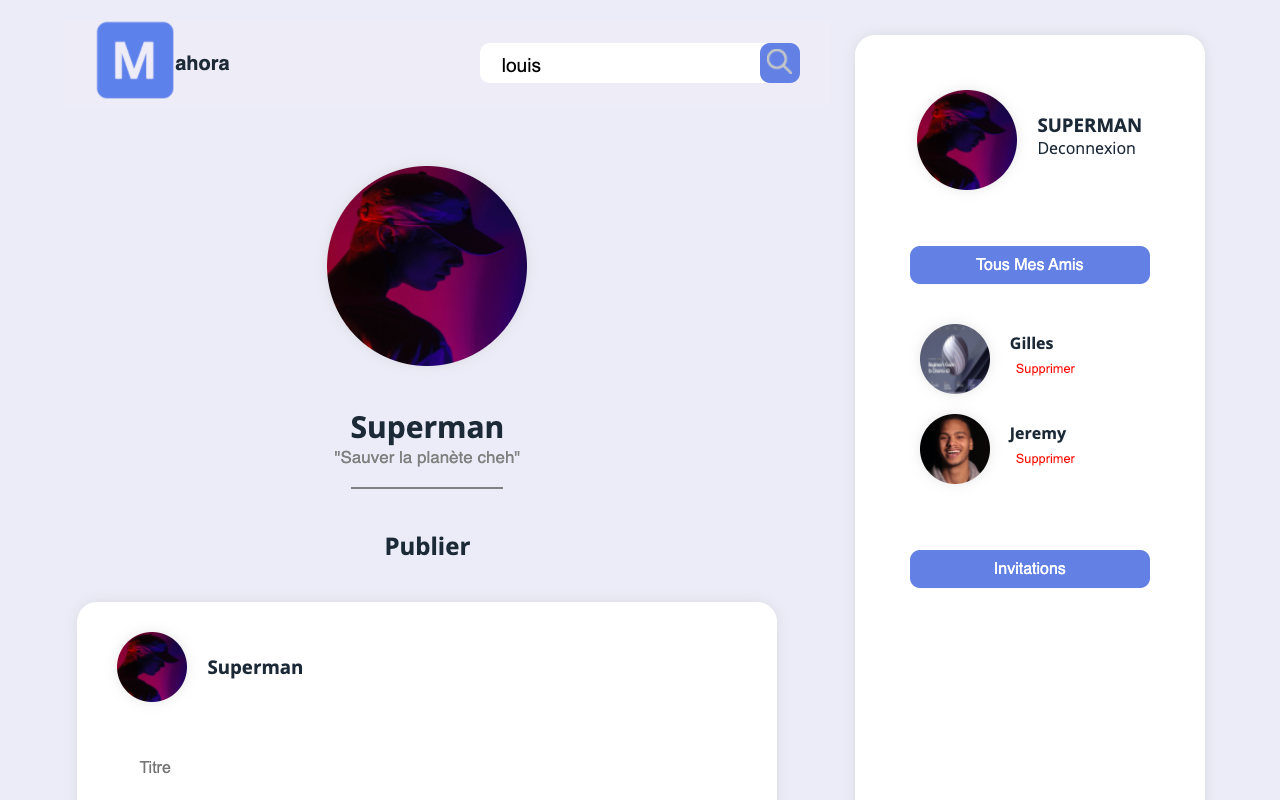 M
ahora
louis
Superman
"Sauver la planète cheh"
Publier
Superman
Titre
SUPERMAN
Deconnexion
Tous Mes Amis
Gilles
Supprimer
Jeremy
Supprimer
Invitations